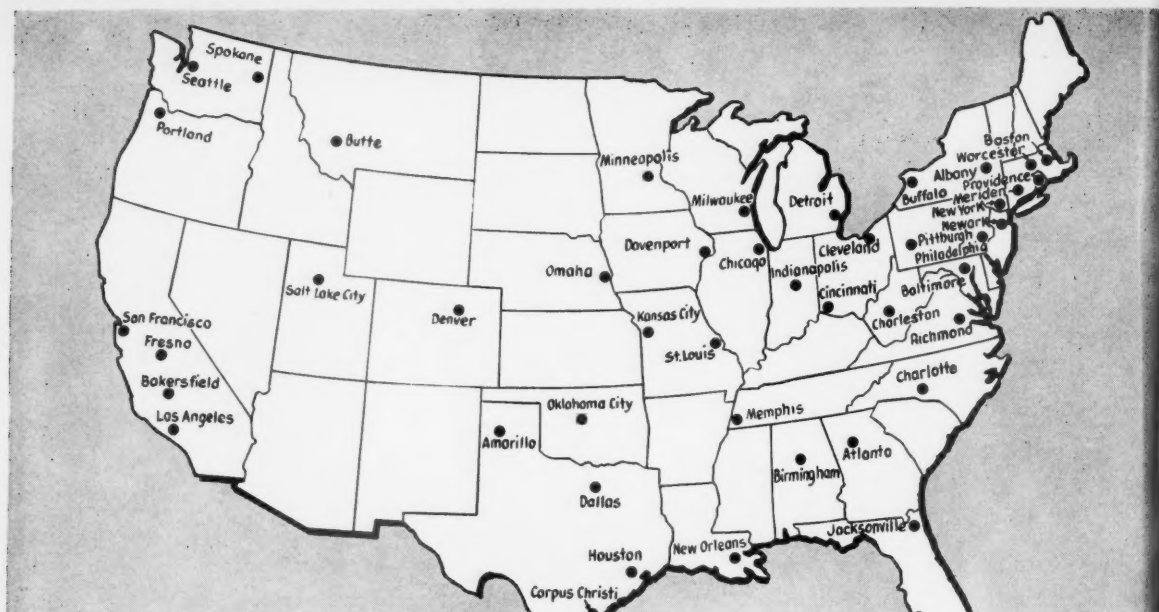 Spokane
Seattle
Portland
Butte
Minneapolis
Milwaukee
Detroit
Boston
Worcester
Albany
Providence
Buffalo
Meriden
New York
Newark
Cleveland
Pittburgh
Philadelphia
Davenport
Chicago
Omaha
Indianapolis
Cincinnati
Baltimore
Salt Lake City
Denver
Kansas City
St. Louis
Charleston
Richmond
San Francisco
Fresno
Bakersfield
Los Angeles
Oklahoma City
Amarillo
Memphis
Charlotte
Birmingham
Atlanta
Dallas
Jacksonville
Houston
New Orleans
Corpus Christi